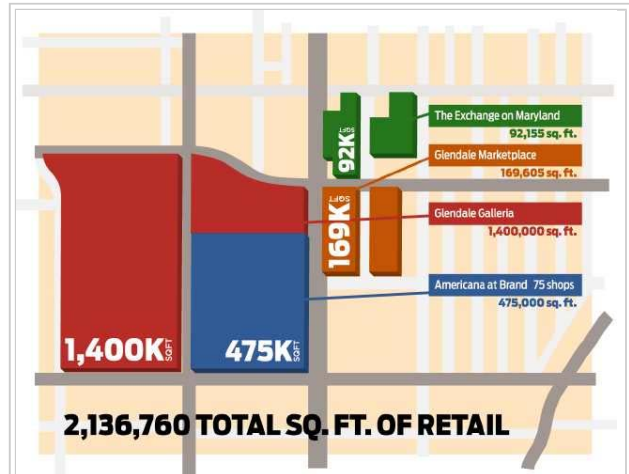 92K
SQFT
The Exchange on Maryland
92,155 sq. ft.
Glendale Marketplace
169,605 sq. ft.
169K
SQFT
Glendale Galleria
1,400,000 sq. ft.
Americana at Brand 75 shops
475,000 sq. ft.
1,400K
SQFT
475K
SQFT
2,136,760 TOTAL SQ. FT. OF RETAIL